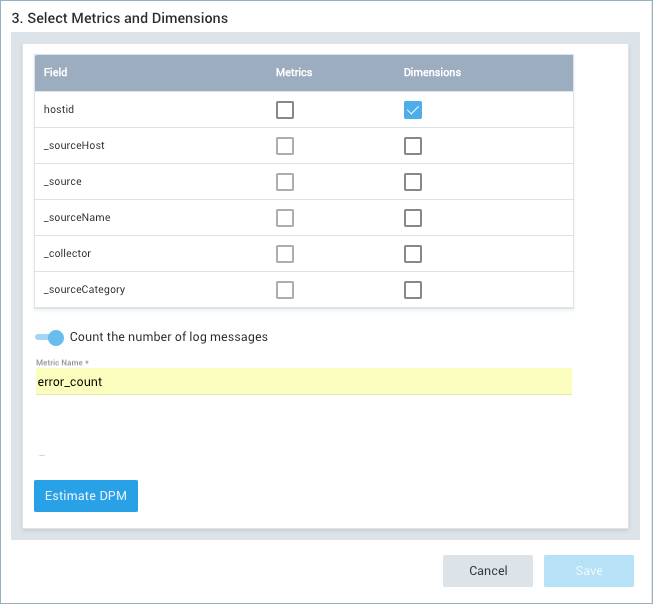 3. Select Metrics and Dimensions
Field Metrics Dimensions
hostid
_sourceHost
_source
_sourceName
_collector
_sourceCategory
Count the number of log messages
Metric Name *
error_count
Estimate DPM
Cancel Save